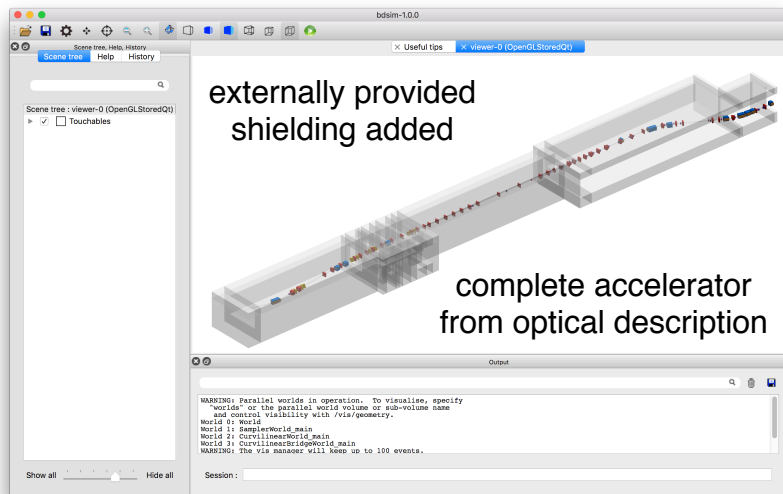 bdsim-1.0.0
Scene tree, Help, History
Scene tree
Help
History
Useful tips
viewer-0 (OpenGLStoredQt)
Scene tree : viewer-0 (OpenGLStoredQt)
Touchables
externally provided
shielding added
complete accelerator
from optical description
Output
WARNING: Parallel worlds in operation. To visualise, specify
"worlds" or the parallel world volume or sub-volume name
and control visibility with /vis/geometry.
World 0: World
World 1: SamplerWorld_main
World 2: CurvilinearWorld_main
World 3: CurvilinearBridgeWorld_main
WARNING: The vis manager will keep up to 100 events.
Show all
Hide all
Session :